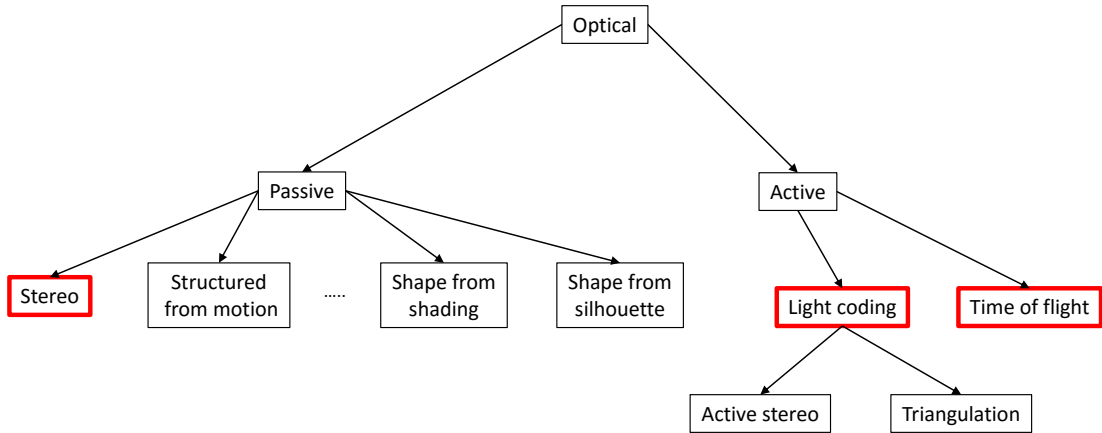 Optical
Passive
Active
Stereo
Structured
from motion
.....
Shape from
shading
Shape from
silhouette
Light coding
Time of flight
Active stereo
Triangulation